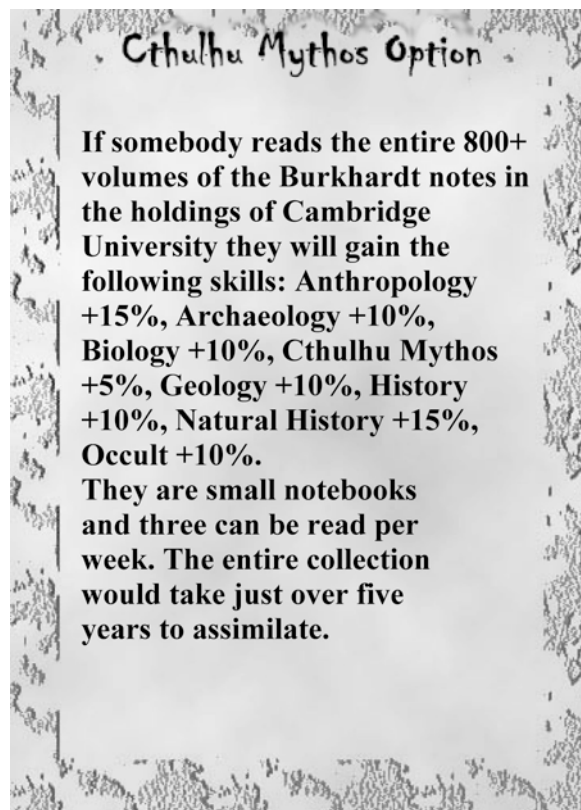 Cthulhu Mythos Option
If somebody reads the entire 800+
volumes of the Burkhardt notes in
the holdings of Cambridge
University they will gain the
following skills: Anthropology
+15%, Archaeology +10%,
Biology +10%, Cthulhu Mythos
+5%, Geology +10%, History
+10%, Natural History +15%,
Occult +10%.
They are small notebooks
and three can be read per
week. The entire collection
would take just over five
years to assimilate.